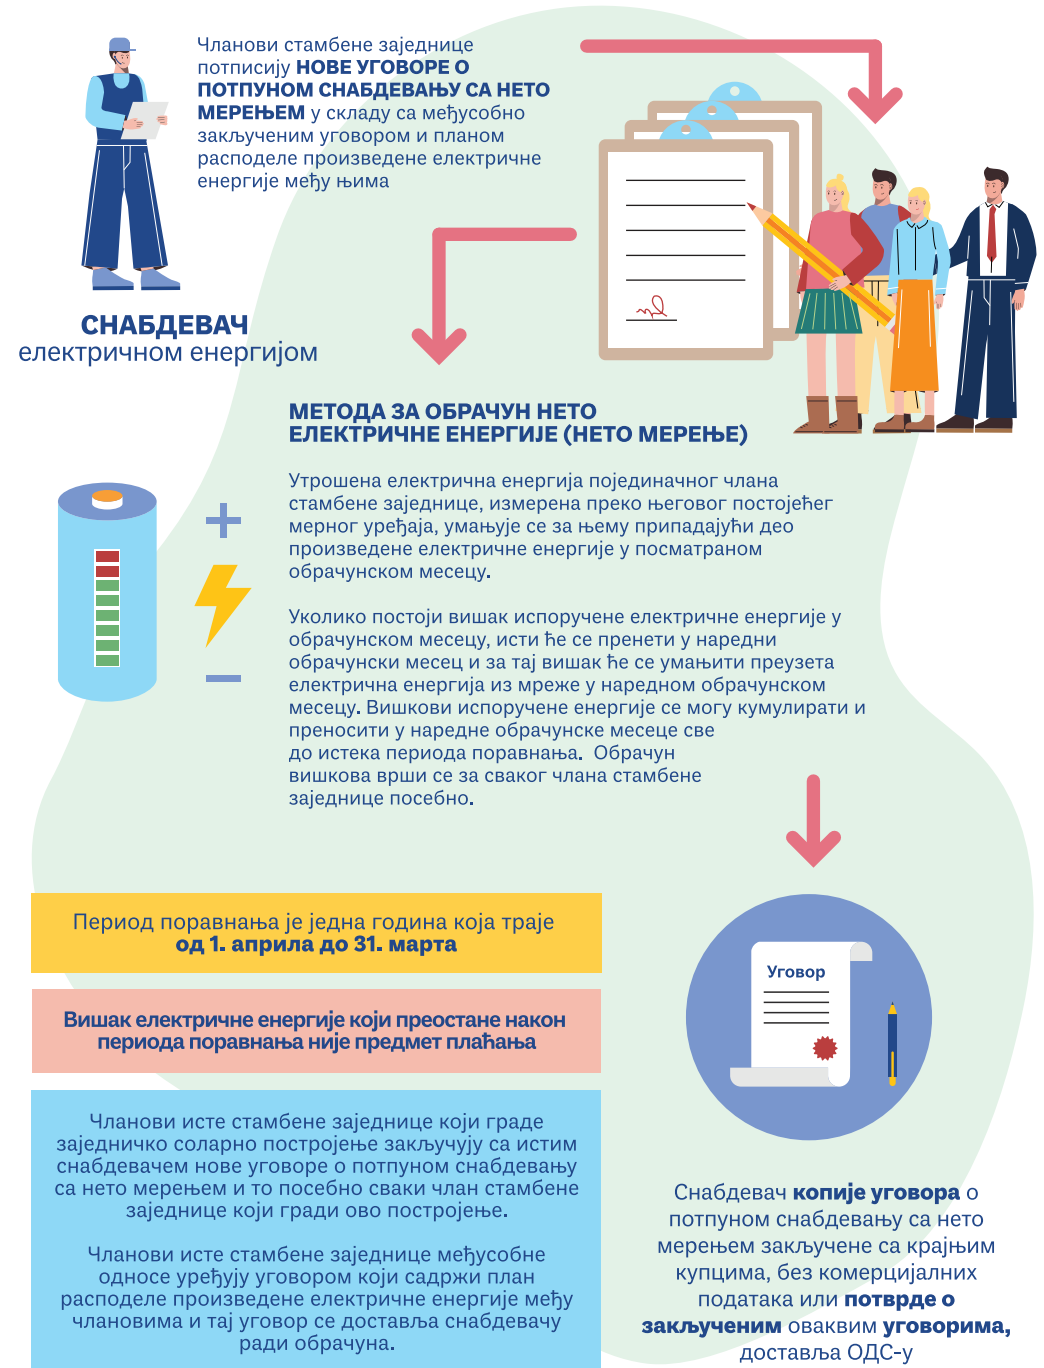 Чланови стамбене заједнице
потписију НОВЕ УГОВОРЕ О
ПОТПУНОМ СНАБДЕВАЊУ СА НЕТО
МЕРЕЊЕМ у складу са међусобно
закљученим уговором и планом
расподеле произведене електричне
енергије међу њима
СНАБДЕВАЧ
електричном енергијом
МЕТОДА ЗА ОБРАЧУН НЕТО
ЕЛЕКТРИЧНЕ ЕНЕРГИЈЕ (НЕТО МЕРЕЊЕ)
Утрошена електрична енергија појединачног члана
стамбене заједнице, измерена преко његовог постојећег
мерног уређаја, умањује се за њему припадајући део
произведене електричне енергије у посматраном
обрачунском месецу.
Уколико постоји вишак испоручене електричне енергије у
обрачунском месецу, исти ће се пренети у наредни
обрачунски месец и за тај вишак ће се умањити преузета
електрична енергија из мреже у наредном обрачунском
месецу. Вишкови испоручене енергије се могу кумулирати и
преносити у наредне обрачунске месеце све
до истека периода поравнања.  Обрачун
вишкова врши се за сваког члана стамбене
заједнице посебно.
Период поравнања је једна година која траје
од 1. априла до 31. марта
Вишак електричне енергије који преостане након
периода поравнања није предмет плаћања
Чланови исте стамбене заједнице који граде
заједничко соларно постројење закључују са истим
снабдевачем нове уговоре о потпуном снабдевању
са нето мерењем и то посебно сваки члан стамбене
заједнице који гради ово постројење.
Чланови исте стамбене заједнице међусобне
односе уређују уговором који садржи план
расподеле произведене електричне енергије међу
члановима и тај уговор се доставља снабдевачу
ради обрачуна.
Уговор
Снабдевач копије уговора о
потпуном снабдевању са нето
мерењем закључене са крајњим
купцима, без комерцијалних
података или потврде о
закљученим оваквим уговорима,
доставља ОДС-у